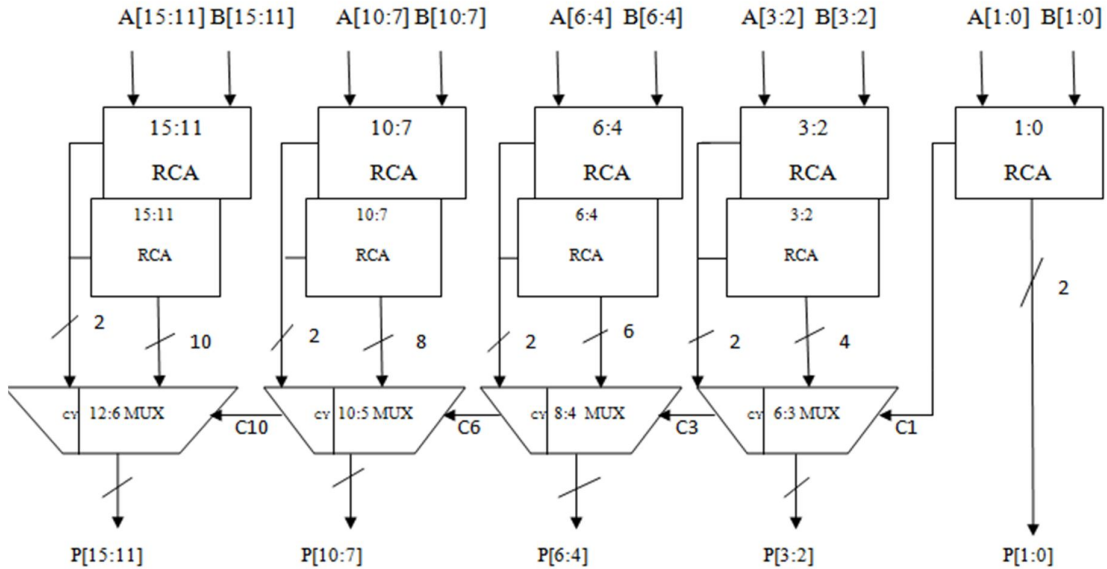 A[15:11] B[15:11]
A[10:7] B[10:7]
A[6:4] B[6:4]
A[3:2] B[3:2]
A[1:0] B[1:0]
15:11
RCA
10:7
RCA
6:4
RCA
3:2
RCA
1:0
RCA
15:11
RCA
10:7
RCA
6:4
RCA
3:2
RCA
2
10
2
8
2
6
2
4
2
CY 12:6 MUX
C10
CY 10:5 MUX
C6
CY 8:4 MUX
C3
CY 6:3 MUX
C1
P[15:11]
P[10:7]
P[6:4]
P[3:2]
P[1:0]